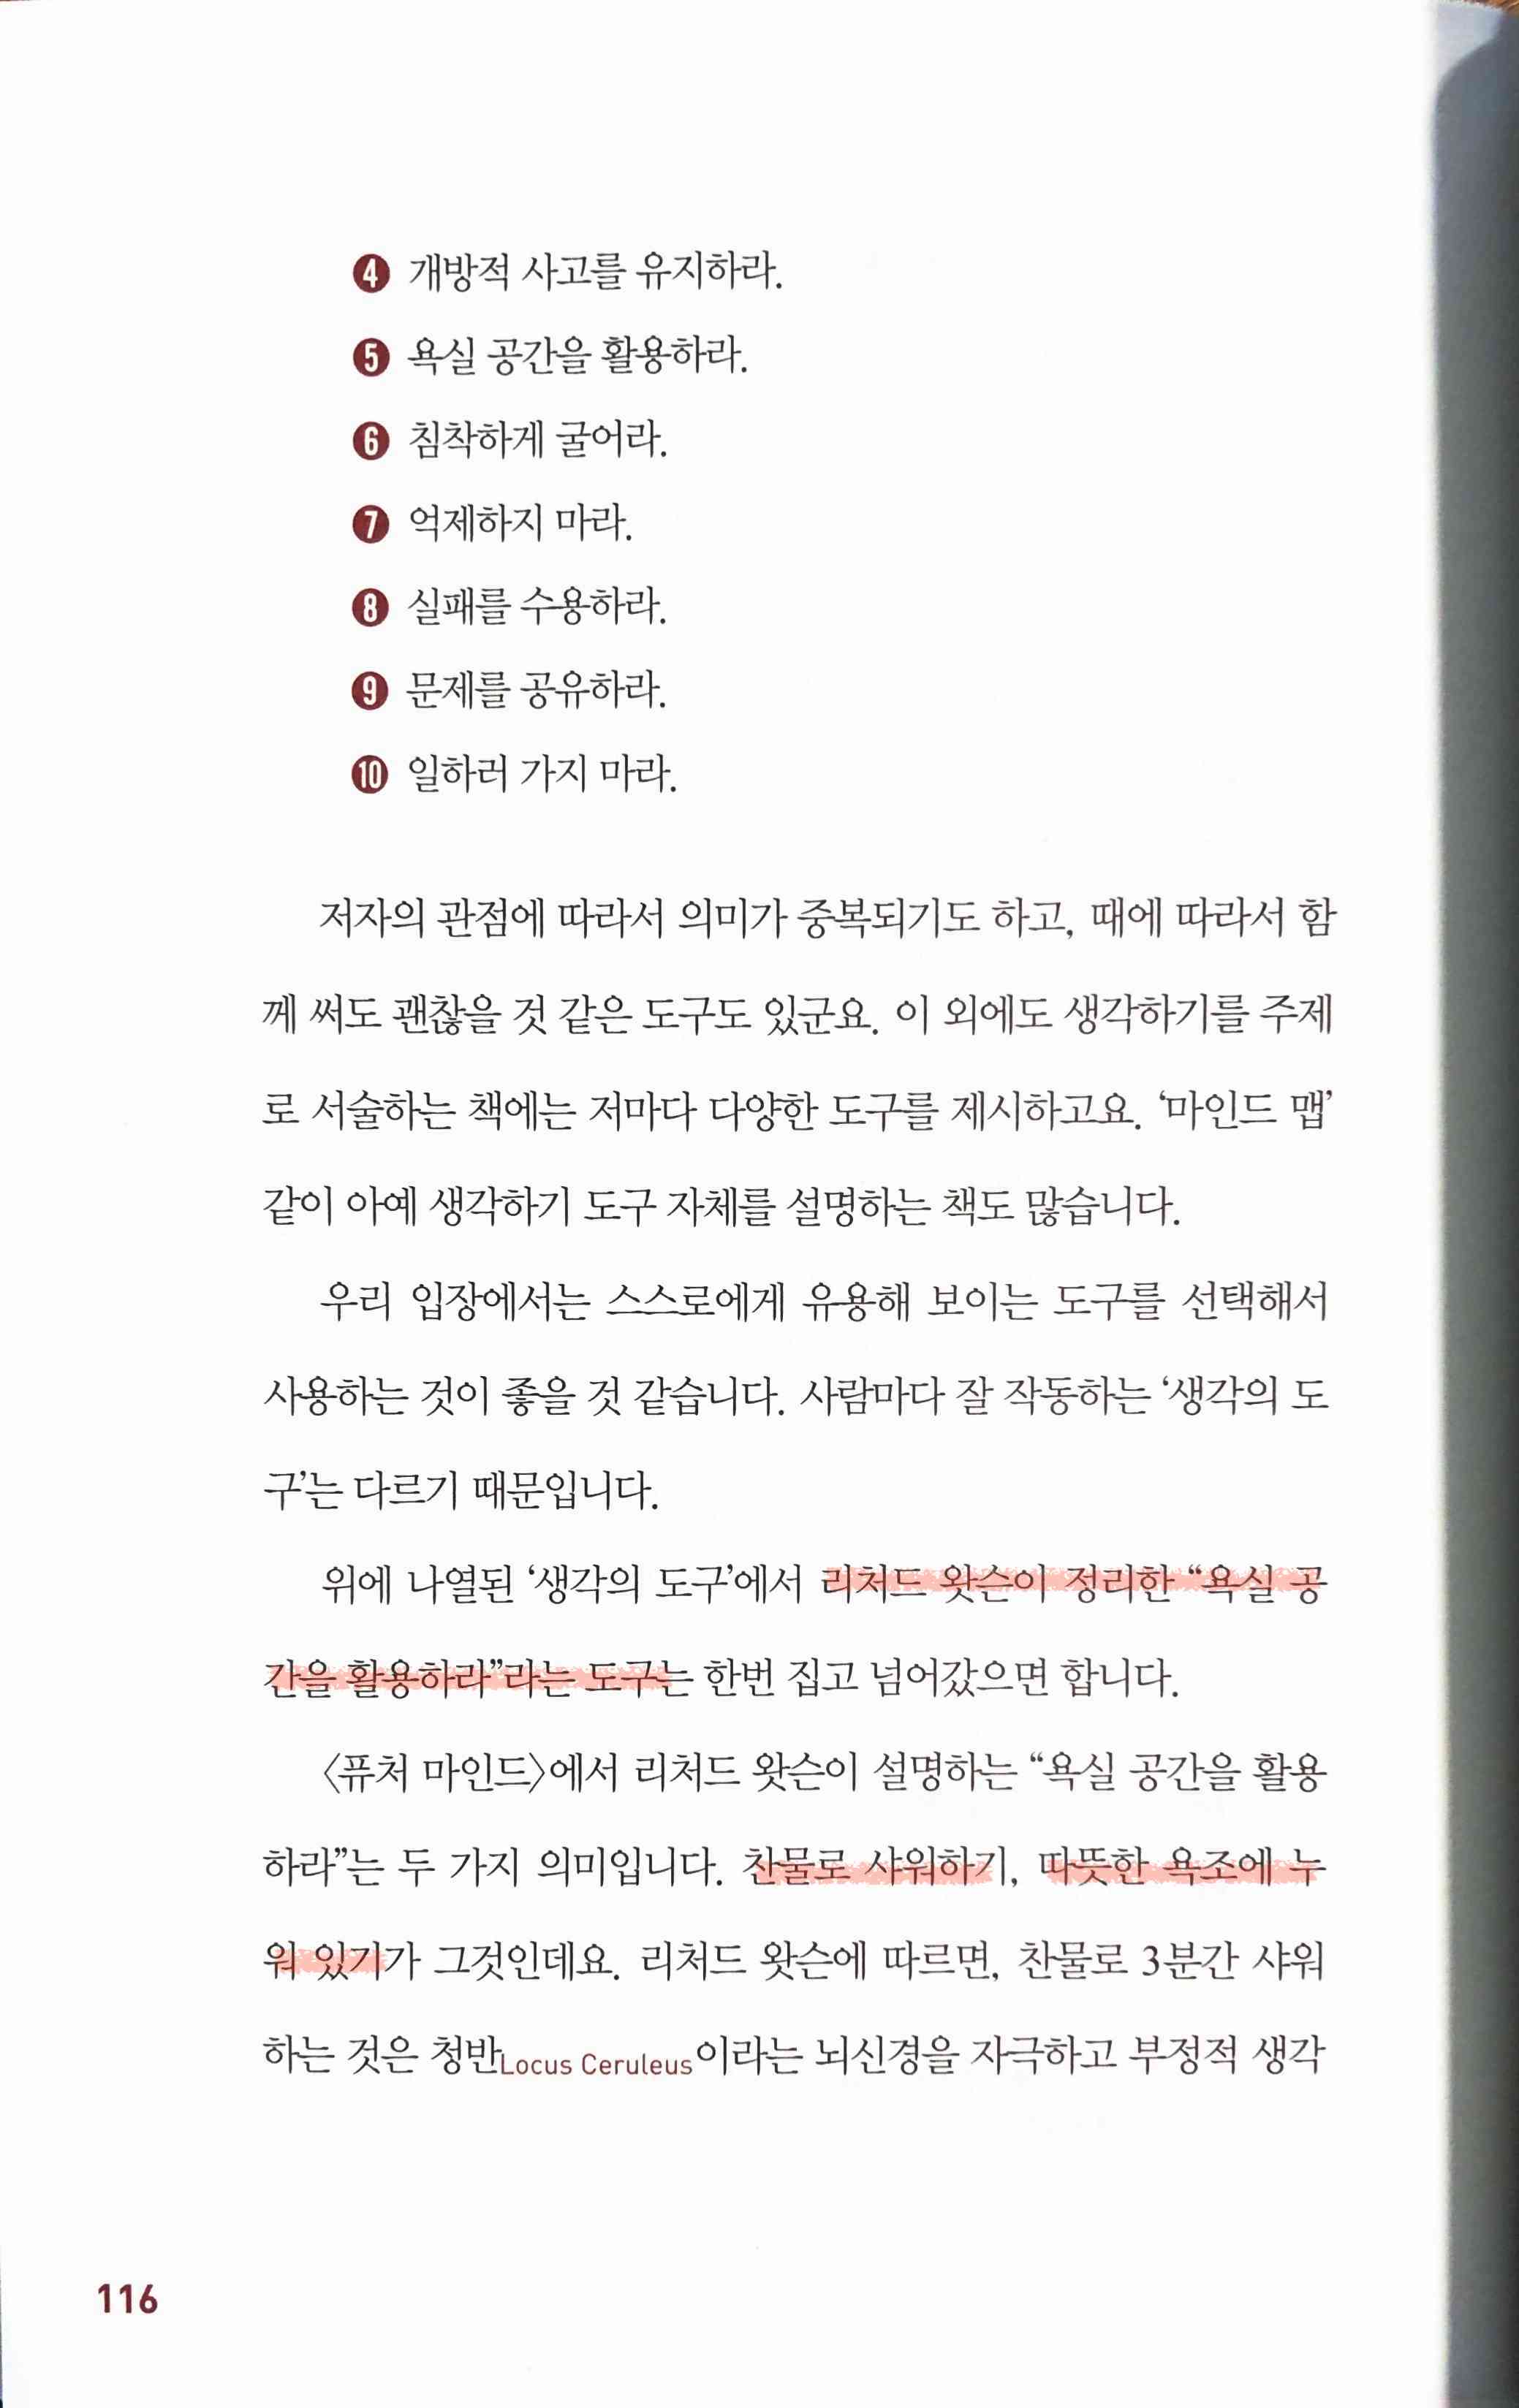 ❹ 개방적 사고를 유지하라.
❺ 욕실 공간을 활용하라.
❻ 침착하게 굴어라.
❼ 억제하지 마라.
❽ 실패를 수용하라.
❾ 문제를 공유하라.
❿ 일하러 가지 마라.
저자의 관점에 따라서 의미가 중복되기도 하고, 때에 따라서 함
께 써도 괜찮을 것 같은 도구도 있군요. 이 외에도 생각하기를 주제
로 서술하는 책에는 저마다 다양한 도구를 제시하고요. ‘마인드 맵’
같이 아예 생각하기 도구 자체를 설명하는 책도 많습니다.
우리 입장에서는 스스로에게 유용해 보이는 도구를 선택해서
사용하는 것이 좋을 것 같습니다. 사람마다 잘 작동하는 ‘생각의 도
구’는 다르기 때문입니다.
위에 나열된 ‘생각의 도구’에서 리처드 왓슨이 정리한 “욕실 공
간을 활용하라”라는 도구는 한번 집고 넘어갔으면 합니다.
〈퓨처 마인드〉에서 리처드 왓슨이 설명하는 “욕실 공간을 활용
하라”는 두 가지 의미입니다. 찬물로 샤워하기, 따뜻한 욕조에 누
워 있기가 그것인데요. 리처드 왓슨에 따르면, 찬물로 3분간 샤워
하는 것은 청반Locus Ceruleus이라는 뇌신경을 자극하고 부정적 생각
116